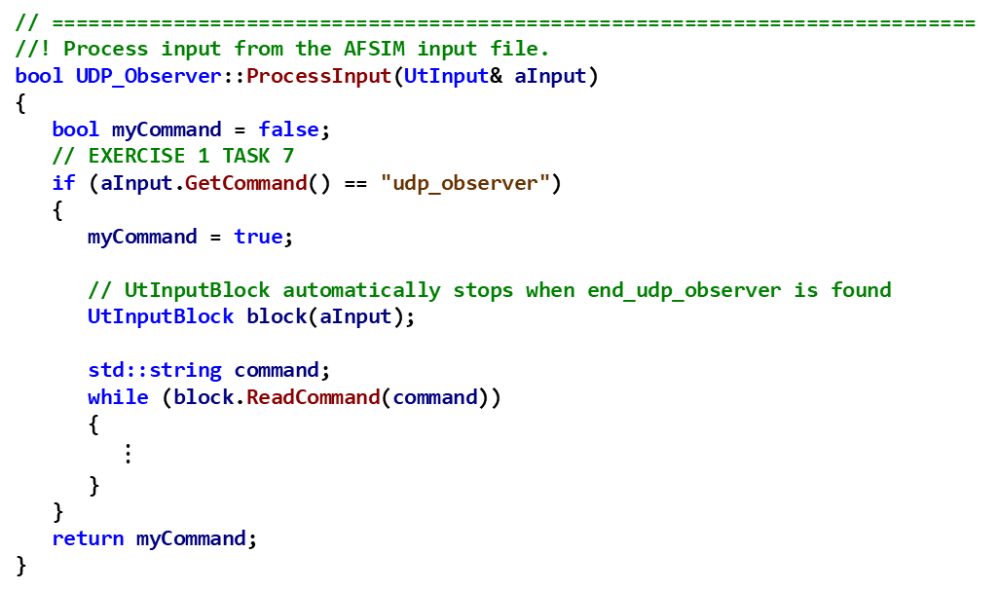 // ============================================================================
//! Process input from the AFSIM input file.
bool UDP_Observer::ProcessInput(UtInput& aInput)
{
   bool myCommand = false;
   // EXERCISE 1 TASK 7
   if (aInput.GetCommand() == "udp_observer")
   {
      myCommand = true;

      // UtInputBlock automatically stops when end_udp_observer is found
      UtInputBlock block(aInput);

      std::string command;
      while (block.ReadCommand(command))
      {
         ⋮
      }
   }
   return myCommand;
}